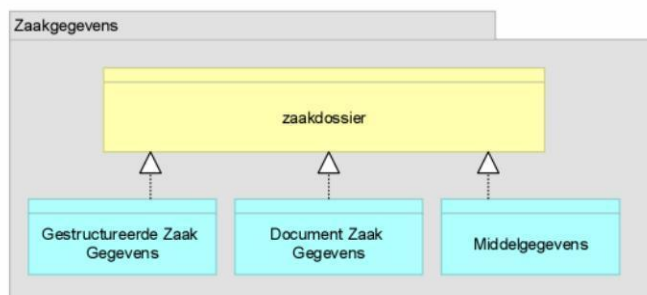 Zaakgegevens
zaakdossier
Gestructureerde Zaak
Gegevens
Document Zaak
Gegevens
Middelgegevens